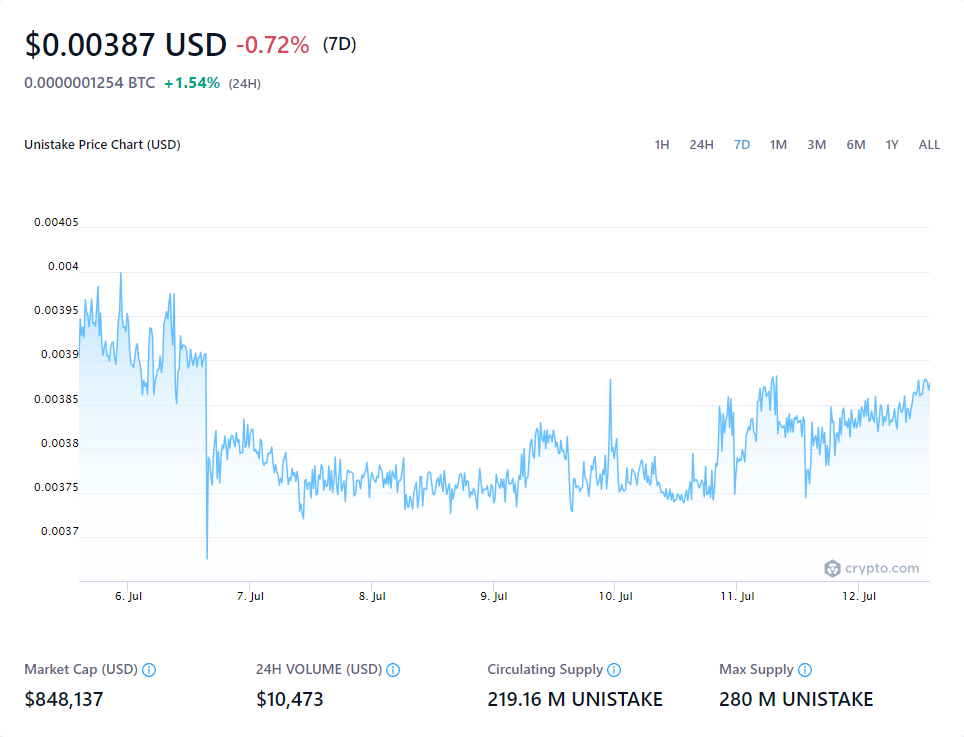 $0.00387 USD -0.72% (7D)
0.0000001254 BTC +1.54% (24H)
Unistake Price Chart (USD) 1H 24H 7D 1M 3M 6M 1Y ALL
0.00405
0.004
0.00395
0.0039
0.00385
0.0038
0.00375
0.0037
crypto.com
6. Jul 7. Jul 8. Jul 9. Jul 10. Jul 11. Jul 12. Jul
Market Cap (USD) 24H VOLUME (USD) Circulating Supply Max Supply
$848,137 $10,473 219.16 M UNISTAKE 280 M UNISTAKE